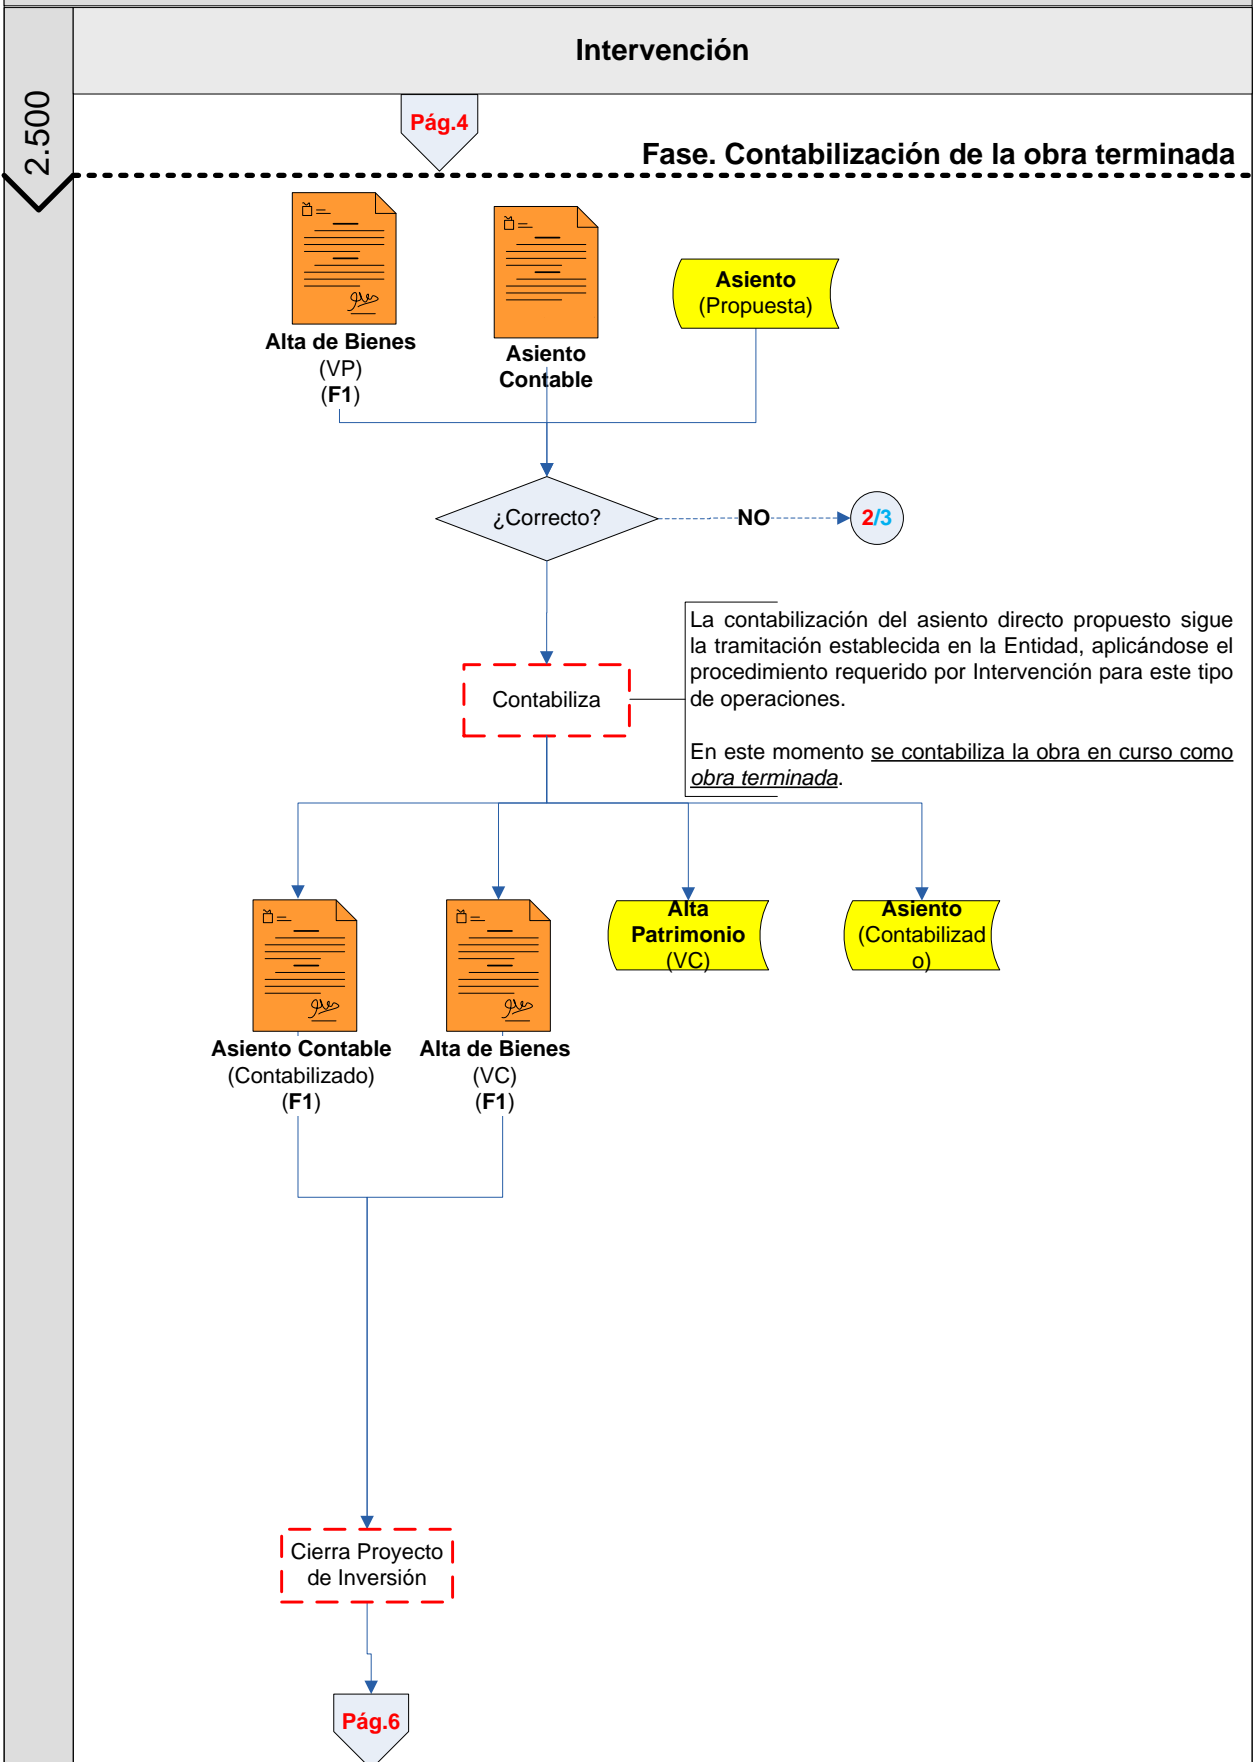 Intervención
2.500
Pág.4
Fase. Contabilización de la obra terminada
Alta de Bienes
(VP)
(F1)
Asiento
Contable
Asiento
(Propuesta)
¿Correcto?
NO
2/3
La contabilización del asiento directo propuesto sigue
la tramitación establecida en la Entidad, aplicándose el
procedimiento requerido por Intervención para este tipo
de operaciones.
En este momento se contabiliza la obra en curso como
obra terminada.
Contabiliza
Asiento Contable
(Contabilizado)
(F1)
Alta de Bienes
(VC)
(F1)
Alta
Patrimonio
(VC)
Asiento
(Contabilizad
o)
Cierra Proyecto
de Inversión
Pág.6